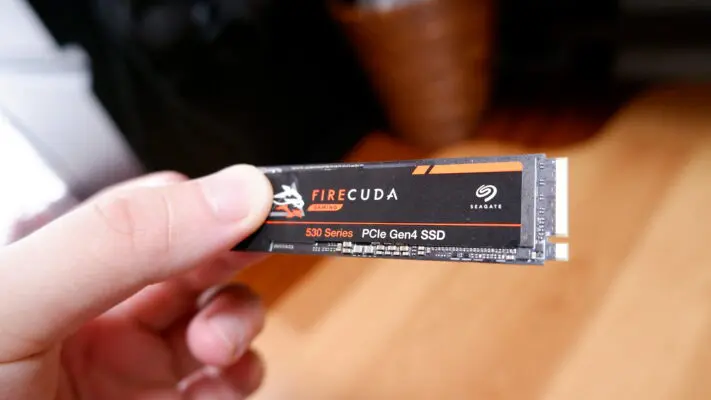 FIRECUDA
GAMING
SEAGATE
530 Series PCIe Gen4 SSD